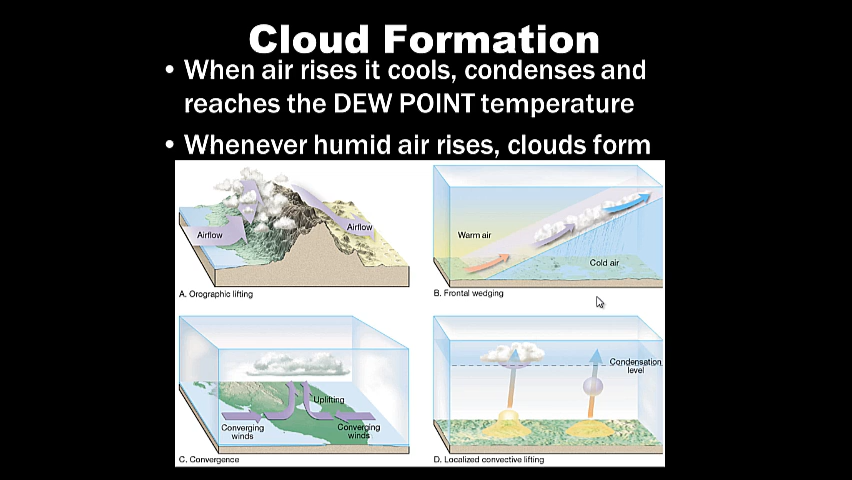 Cloud Formation
• When air rises it cools, condenses and
reaches the DEW POINT temperature
• Whenever humid air rises, clouds form
Airflow
Airflow
A. Orographic lifting
Warm air
Cold air
B. Frontal wedging
Uplifting
Converging
winds
Converging
winds
C. Convergence
Condensation
level
D. Localized convective lifting